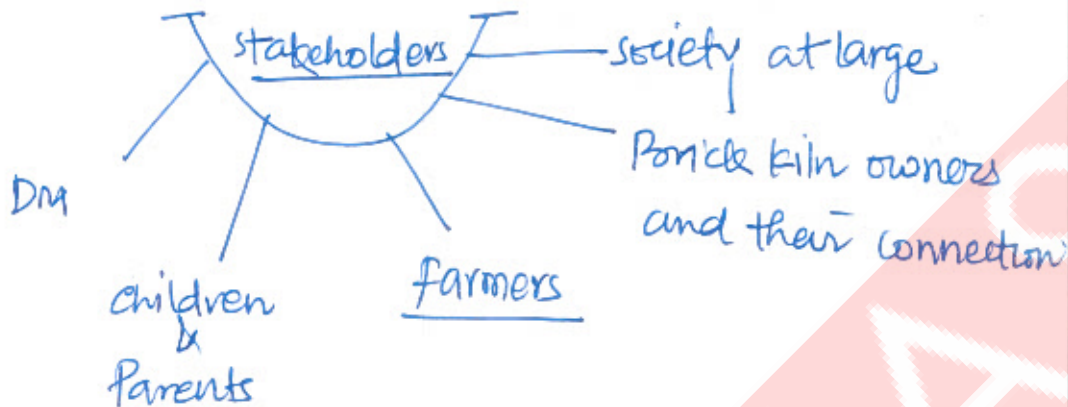 stakeholders
society at large
Brick kiln owners
and their connection
DM
farmers
children
&
Parents